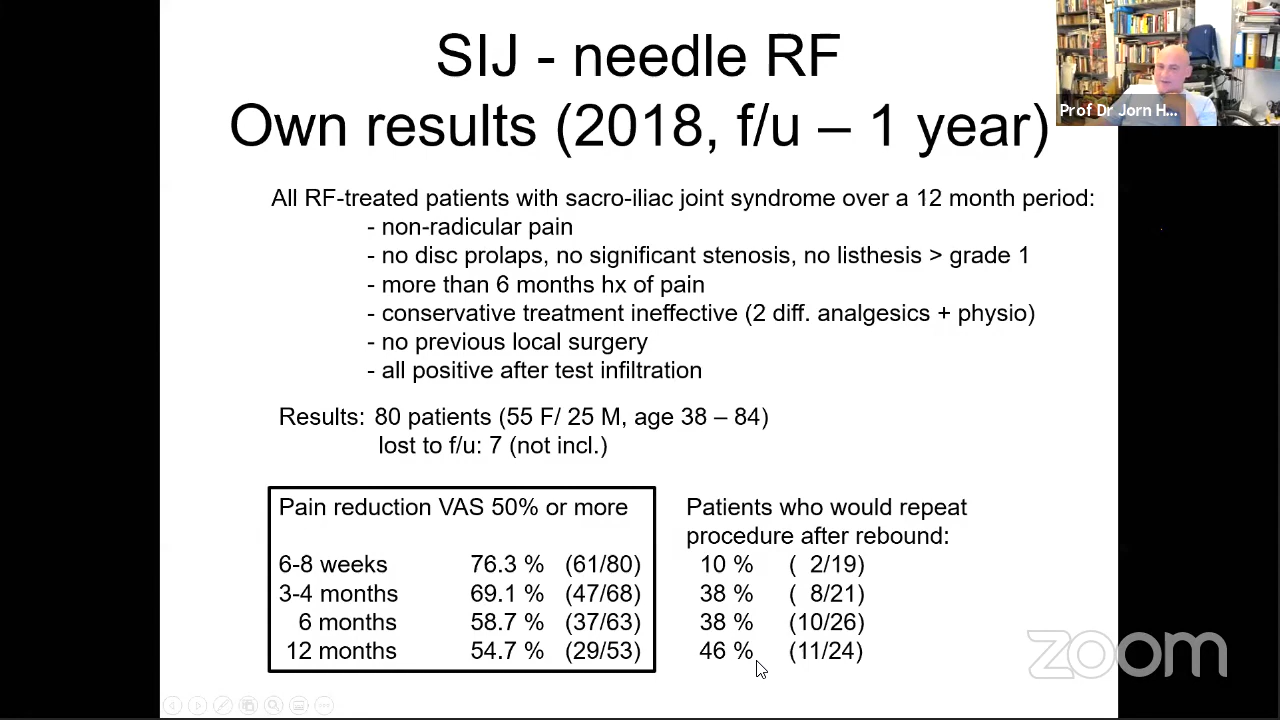 SIJ - needle RF
Own results (2018, f/u – 1 year)
Prof Dr Jorn H...
All RF-treated patients with sacro-iliac joint syndrome over a 12 month period:
- non-radicular pain
- no disc prolaps, no significant stenosis, no listhesis > grade 1
- more than 6 months hx of pain
- conservative treatment ineffective (2 diff. analgesics + physio)
- no previous local surgery
- all positive after test infiltration
Results: 80 patients (55 F/ 25 M, age 38 – 84)
lost to f/u: 7 (not incl.)
Pain reduction VAS 50% or more
6-8 weeks 76.3 % (61/80)
3-4 months 69.1 % (47/68)
6 months 58.7 % (37/63)
12 months 54.7 % (29/53)
Patients who would repeat
procedure after rebound:
10 % ( 2/19)
38 % ( 8/21)
38 % (10/26)
46 % (11/24)
zoom